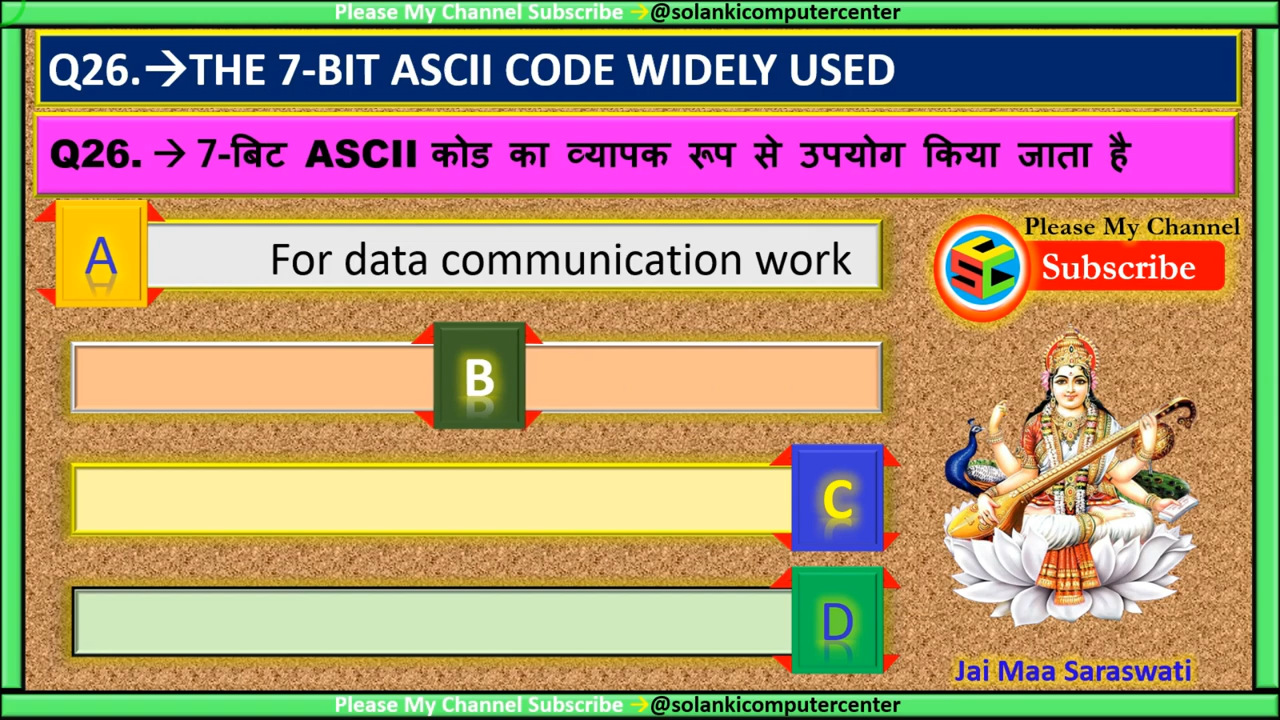 Please My Channel Subscribe →@solankicomputercenter
Q26.→THE 7-BIT ASCII CODE WIDELY USED
Q26. → 7-बिट ASCII कोड का व्यापक रूप से उपयोग किया जाता है
A For data communication work
Please My Channel
Subscribe
SCC
B
C
D
Jai Maa Saraswati
Please My Channel Subscribe →@solankicomputercenter